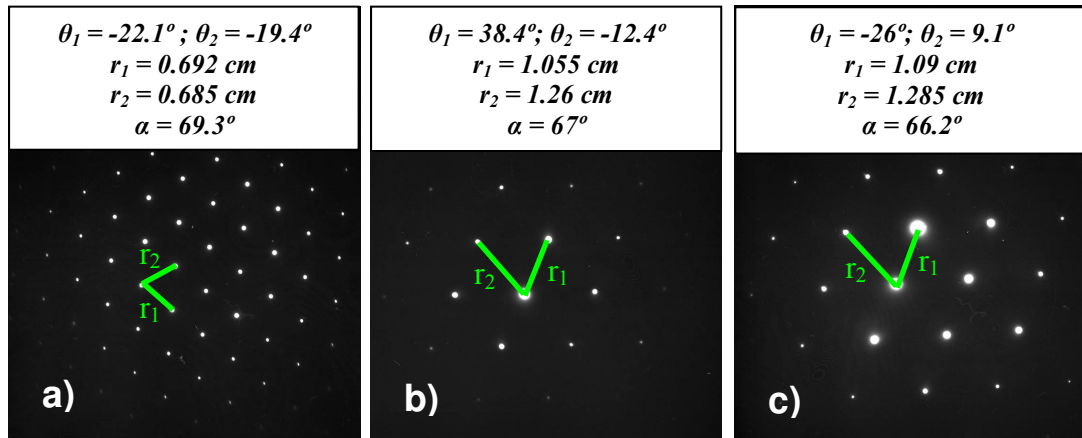 θ1 = -22.1º ; θ2 = -19.4º
r1 = 0.692 cm
r2 = 0.685 cm
α = 69.3º
r2
r1
a)
θ1 = 38.4º; θ2 = -12.4º
r1 = 1.055 cm
r2 = 1.26 cm
α = 67º
r2
r1
b)
θ1 = -26º; θ2 = 9.1º
r1 = 1.09 cm
r2 = 1.285 cm
α = 66.2º
r2
r1
c)